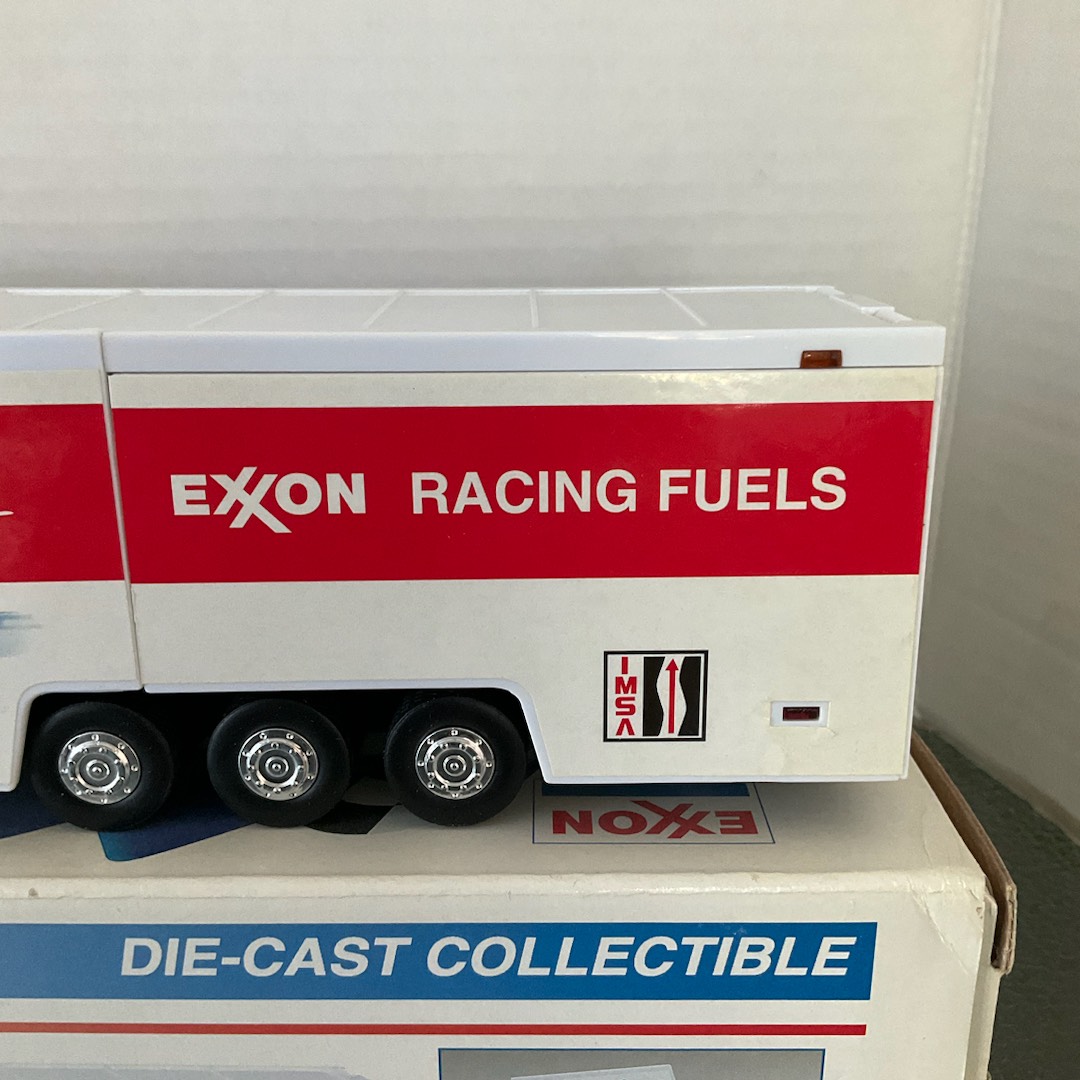 EXXON RACING FUELS
IMSA
EXXON
DIE-CAST COLLECTIBLE